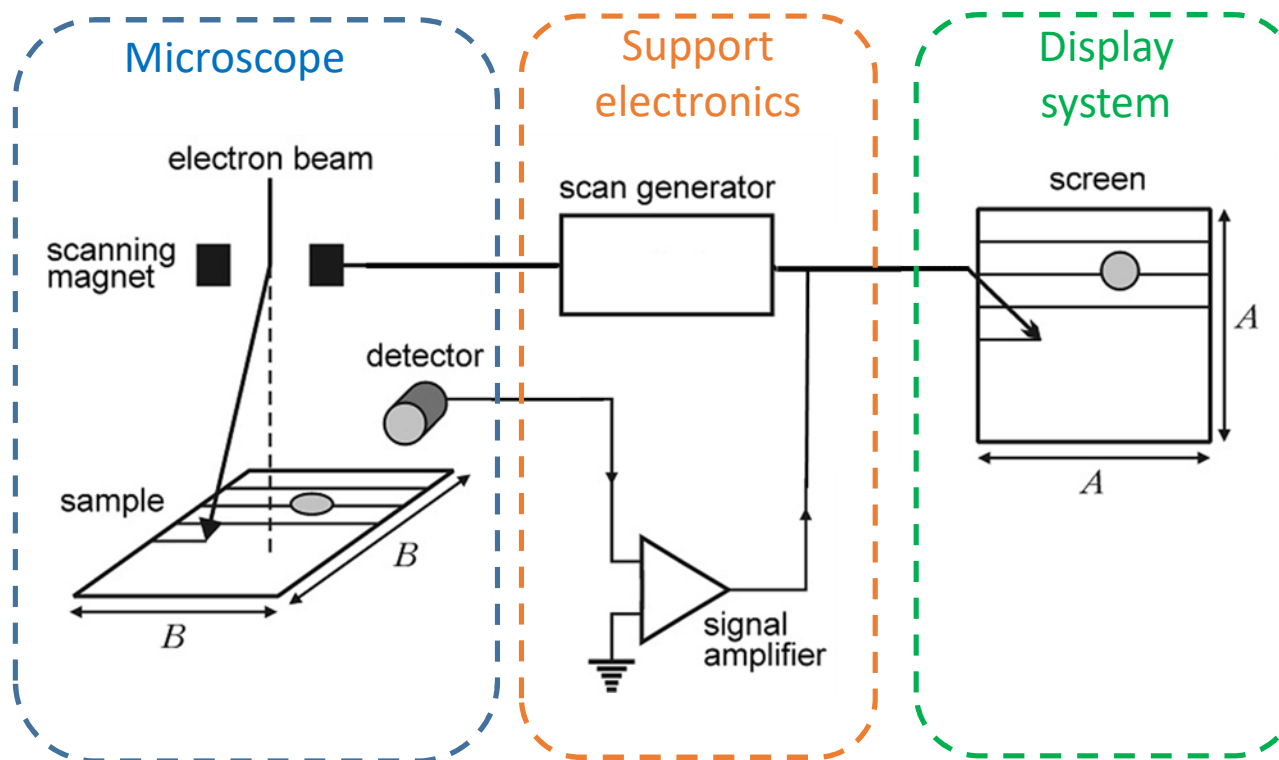 Microscope
electron beam
scanning
magnet
detector
sample
B
B
Support
electronics
scan generator
signal
amplifier
Display
system
screen
A
A